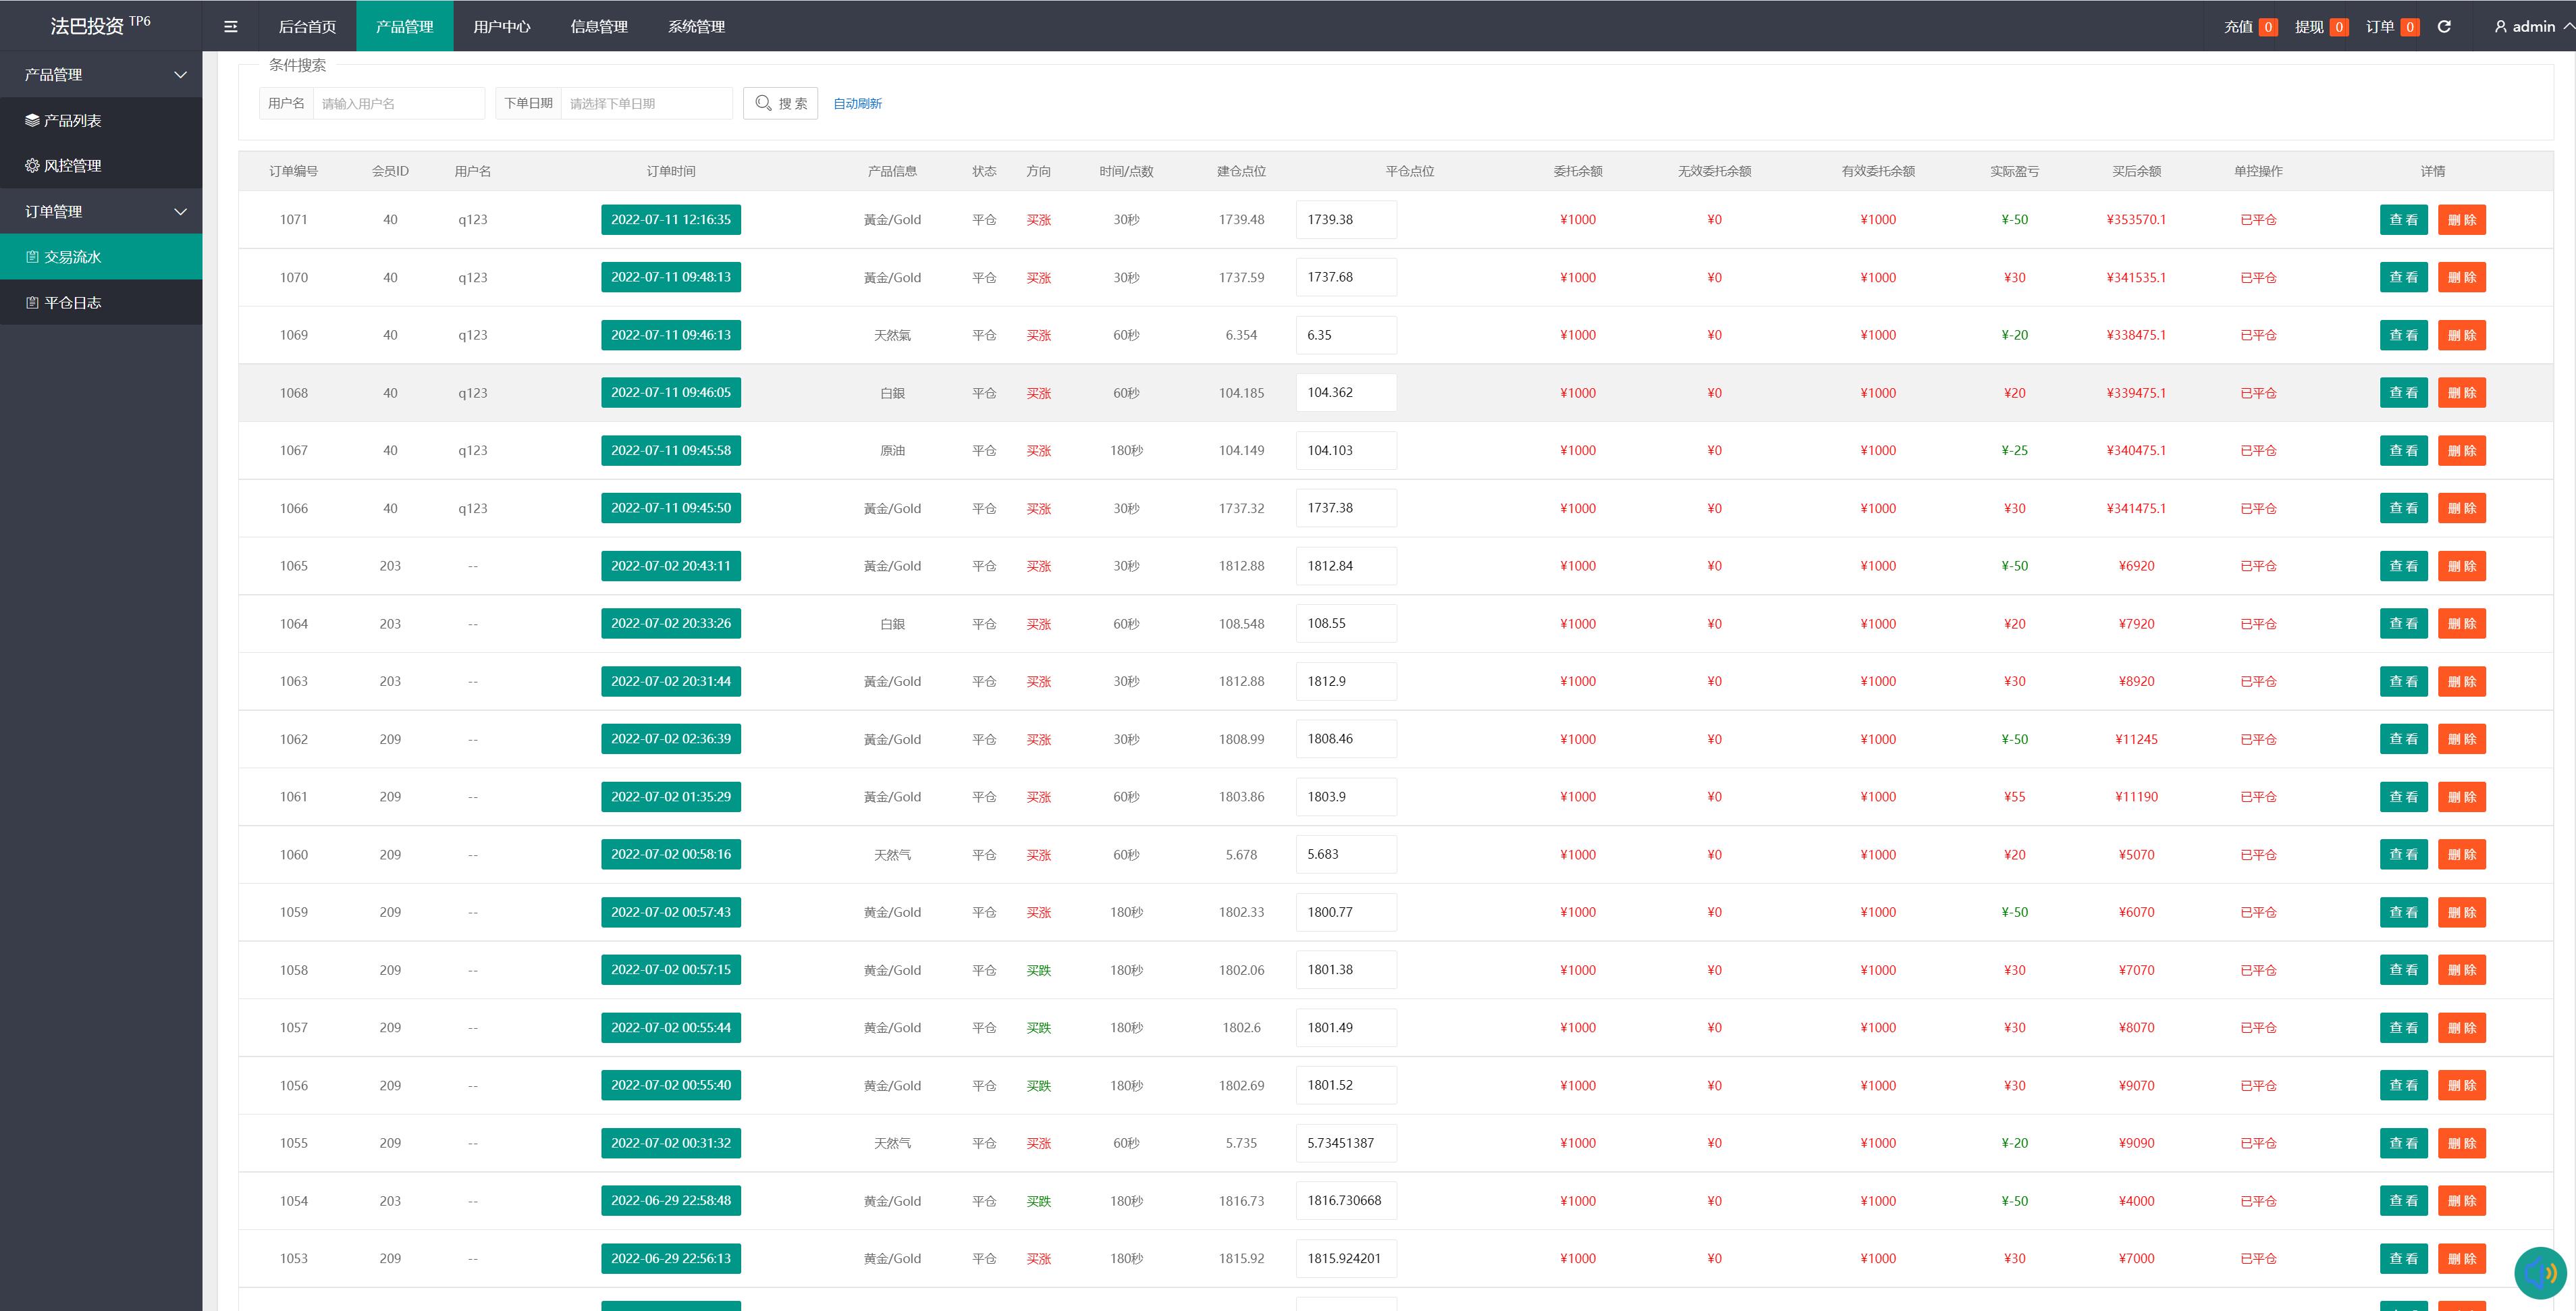 法巴投资 TP6 后台首页 产品管理 用户中心 信息管理 系统管理 充值 0 提现 0 订单 0 admin
产品管理
产品列表
风控管理
订单管理
交易流水
平仓日志
条件搜索
用户名 请输入用户名 下单日期 请选择下单日期 搜 索 自动刷新
订单编号 会员ID 用户名 订单时间 产品信息 状态 方向 时间/点数 建仓点位 平仓点位 委托余额 无效委托余额 有效委托余额 实际盈亏 买后余额 单控操作 详情
1071 40 q123 2022-07-11 12:16:35 黃金/Gold 平仓 买涨 30秒 1739.48 1739.38 ¥1000 ¥0 ¥1000 ¥-50 ¥353570.1 已平仓 查 看 删 除
1070 40 q123 2022-07-11 09:48:13 黃金/Gold 平仓 买涨 30秒 1737.59 1737.68 ¥1000 ¥0 ¥1000 ¥30 ¥341535.1 已平仓 查 看 删 除
1069 40 q123 2022-07-11 09:46:13 天然氣 平仓 买涨 60秒 6.354 6.35 ¥1000 ¥0 ¥1000 ¥-20 ¥338475.1 已平仓 查 看 删 除
1068 40 q123 2022-07-11 09:46:05 白銀 平仓 买涨 60秒 104.185 104.362 ¥1000 ¥0 ¥1000 ¥20 ¥339475.1 已平仓 查 看 删 除
1067 40 q123 2022-07-11 09:45:58 原油 平仓 买涨 180秒 104.149 104.103 ¥1000 ¥0 ¥1000 ¥-25 ¥340475.1 已平仓 查 看 删 除
1066 40 q123 2022-07-11 09:45:50 黃金/Gold 平仓 买涨 30秒 1737.32 1737.38 ¥1000 ¥0 ¥1000 ¥30 ¥341475.1 已平仓 查 看 删 除
1065 203 -- 2022-07-02 20:43:11 黃金/Gold 平仓 买涨 30秒 1812.88 1812.84 ¥1000 ¥0 ¥1000 ¥-50 ¥6920 已平仓 查 看 删 除
1064 203 -- 2022-07-02 20:33:26 白銀 平仓 买涨 60秒 108.548 108.55 ¥1000 ¥0 ¥1000 ¥20 ¥7920 已平仓 查 看 删 除
1063 203 -- 2022-07-02 20:31:44 黃金/Gold 平仓 买涨 30秒 1812.88 1812.9 ¥1000 ¥0 ¥1000 ¥30 ¥8920 已平仓 查 看 删 除
1062 209 -- 2022-07-02 02:36:39 黃金/Gold 平仓 买涨 30秒 1808.99 1808.46 ¥1000 ¥0 ¥1000 ¥-50 ¥11245 已平仓 查 看 删 除
1061 209 -- 2022-07-02 01:35:29 黃金/Gold 平仓 买涨 60秒 1803.86 1803.9 ¥1000 ¥0 ¥1000 ¥55 ¥11190 已平仓 查 看 删 除
1060 209 -- 2022-07-02 00:58:16 天然气 平仓 买涨 60秒 5.678 5.683 ¥1000 ¥0 ¥1000 ¥20 ¥5070 已平仓 查 看 删 除
1059 209 -- 2022-07-02 00:57:43 黄金/Gold 平仓 买涨 180秒 1802.33 1800.77 ¥1000 ¥0 ¥1000 ¥-50 ¥6070 已平仓 查 看 删 除
1058 209 -- 2022-07-02 00:57:15 黄金/Gold 平仓 买跌 180秒 1802.06 1801.38 ¥1000 ¥0 ¥1000 ¥30 ¥7070 已平仓 查 看 删 除
1057 209 -- 2022-07-02 00:55:44 黄金/Gold 平仓 买跌 180秒 1802.6 1801.49 ¥1000 ¥0 ¥1000 ¥30 ¥8070 已平仓 查 看 删 除
1056 209 -- 2022-07-02 00:55:40 黄金/Gold 平仓 买跌 180秒 1802.69 1801.52 ¥1000 ¥0 ¥1000 ¥30 ¥9070 已平仓 查 看 删 除
1055 209 -- 2022-07-02 00:31:32 天然气 平仓 买涨 60秒 5.735 5.73451387 ¥1000 ¥0 ¥1000 ¥-20 ¥9090 已平仓 查 看 删 除
1054 203 -- 2022-06-29 22:58:48 黄金/Gold 平仓 买跌 180秒 1816.73 1816.730668 ¥1000 ¥0 ¥1000 ¥-50 ¥4000 已平仓 查 看 删 除
1053 209 -- 2022-06-29 22:56:13 黄金/Gold 平仓 买涨 180秒 1815.92 1815.924201 ¥1000 ¥0 ¥1000 ¥30 ¥7000 已平仓 查 看 删 除